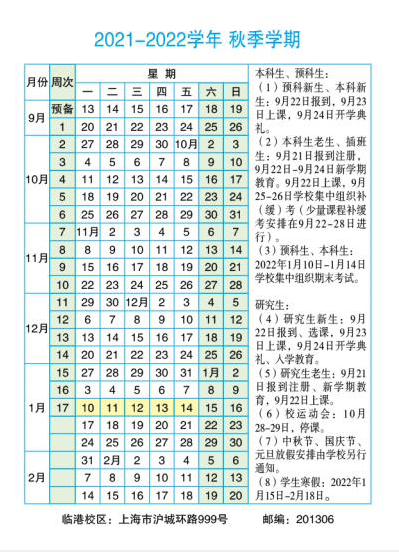 2021-2022学年 秋季学期
月份 周次 星 期
一 二 三 四 五 六 日
9月 预备 13 14 15 16 17 18 19
1 20 21 22 23 24 25 26
10月 2 27 28 29 30 10月 2 3
3 4 5 6 7 8 9 10
4 11 12 13 14 15 16 17
5 18 19 20 21 22 23 24
6 25 26 27 28 29 30 31
11月 7 11月 2 3 4 5 6 7
8 8 9 10 11 12 13 14
9 15 16 17 18 19 20 21
10 22 23 24 25 26 27 28
12月 11 29 30 12月 2 3 4 5
12 6 7 8 9 10 11 12
13 13 14 15 16 17 18 19
14 20 21 22 23 24 25 26
1月 15 27 28 29 30 31 1月 2
16 3 4 5 6 7 8 9
17 10 11 12 13 14 15 16
17 18 19 20 21 22 23
24 25 26 27 28 29 30
2月 31 2月 2 3 4 5 6
7 8 9 10 11 12 13
14 15 16 17 18 19 20
本科生、预科生：
（1）预科新生、本科新
生：9月22日报到，9月23
日上课，9月24日开学典
礼。
（2）本科生老生、插班
生：9月21日报到注册，
9月22日-9月24日新学期
教育。9月22日上课，9月
25-26日学校集中组织补
（缓）考（少量课程补缓
考安排在9月22-28日进
行）。
（3）预科生、本科生：
2022年1月10日-1月14日
学校集中组织期末考试。
研究生：
（4）研究生新生：9月
22日报到、选课，9月23
日上课，9月24日开学典
礼、入学教育。
（5）研究生老生：9月21
日报到注册、新学期教
育，9月22日上课。
（6）校运动会：10月
28-29日，停课。
（7）中秋节、国庆节、
元旦放假安排由学校另行
通知。
（8）学生寒假：2022年1
月15日-2月18日。
临港校区：上海市沪城环路999号 邮编：201306